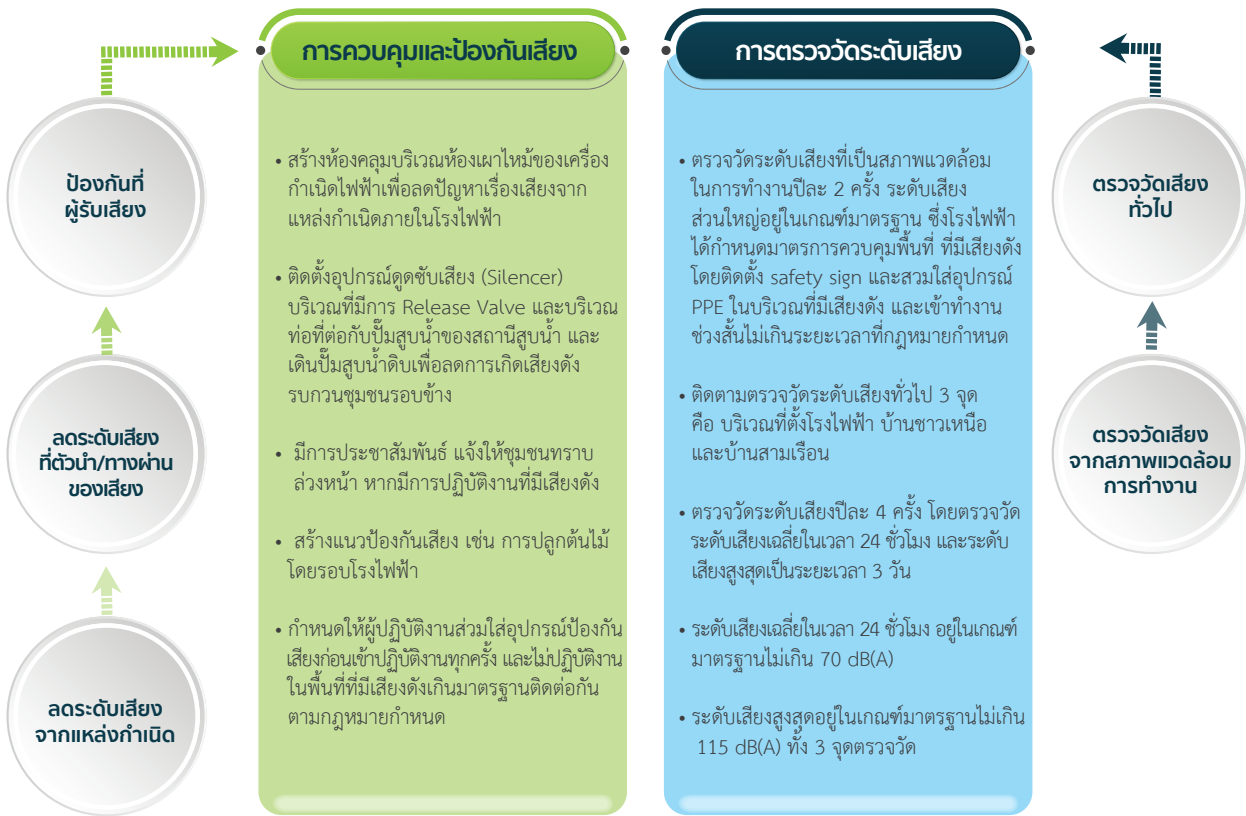 การควบคุมและป้องกันเสียง
ป้องกันที่
ผู้รับเสียง
ลดระดับเสียง
ที่ตัวนำ/ทางผ่าน
ของเสียง
ลดระดับเสียง
จากแหล่งกำเนิด
• สร้างห้องคลุมบริเวณห้องเผาไหม้ของเครื่อง
กำเนิดไฟฟ้าเพื่อลดปัญหาเรื่องเสียงจาก
แหล่งกำเนิดภายในโรงไฟฟ้า
• ติดตั้งอุปกรณ์ดูดซับเสียง (Silencer)
บริเวณที่มีการ Release Valve และบริเวณ
ท่อที่ต่อกับปั๊มสูบน้ำของสถานีสูบน้ำ และ
เดินปั๊มสูบน้ำดิบเพื่อลดการเกิดเสียงดัง
รบกวนชุมชนรอบข้าง
• มีการประชาสัมพันธ์ แจ้งให้ชุมชนทราบ
ล่วงหน้า หากมีการปฏิบัติงานที่มีเสียงดัง
• สร้างแนวป้องกันเสียง เช่น การปลูกต้นไม้
โดยรอบโรงไฟฟ้า
• กำหนดให้ผู้ปฏิบัติงานส่วมใส่อุปกรณ์ป้องกัน
เสียงก่อนเข้าปฏิบัติงานทุกครั้ง และไม่ปฏิบัติงาน
ในพื้นที่ที่มีเสียงดังเกินมาตรฐานติดต่อกัน
ตามกฎหมายกำหนด
การตรวจวัดระดับเสียง
• ตรวจวัดระดับเสียงที่เป็นสภาพแวดล้อม
ในการทำงานปีละ 2 ครั้ง ระดับเสียง
ส่วนใหญ่อยู่ในเกณฑ์มาตรฐาน ซึ่งโรงไฟฟ้า
ได้กำหนดมาตรการควบคุมพื้นที่ ที่มีเสียงดัง
โดยติดตั้ง safety sign และสวมใส่อุปกรณ์
PPE ในบริเวณที่มีเสียงดัง และเข้าทำงาน
ช่วงสั้นไม่เกินระยะเวลาที่กฎหมายกำหนด
• ติดตามตรวจวัดระดับเสียงทั่วไป 3 จุด
คือ บริเวณที่ตั้งโรงไฟฟ้า บ้านชาวเหนือ
และบ้านสามเรือน
• ตรวจวัดระดับเสียงปีละ 4 ครั้ง โดยตรวจวัด
ระดับเสียงเฉลี่ยในเวลา 24 ชั่วโมง และระดับ
เสียงสูงสุดเป็นระยะเวลา 3 วัน
• ระดับเสียงเฉลี่ยในเวลา 24 ชั่วโมง อยู่ในเกณฑ์
มาตรฐานไม่เกิน 70 dB(A)
• ระดับเสียงสูงสุดอยู่ในเกณฑ์มาตรฐานไม่เกิน
115 dB(A) ทั้ง 3 จุดตรวจวัด
ตรวจวัดเสียง
ทั่วไป
ตรวจวัดเสียง
จากสภาพแวดล้อม
การทำงาน